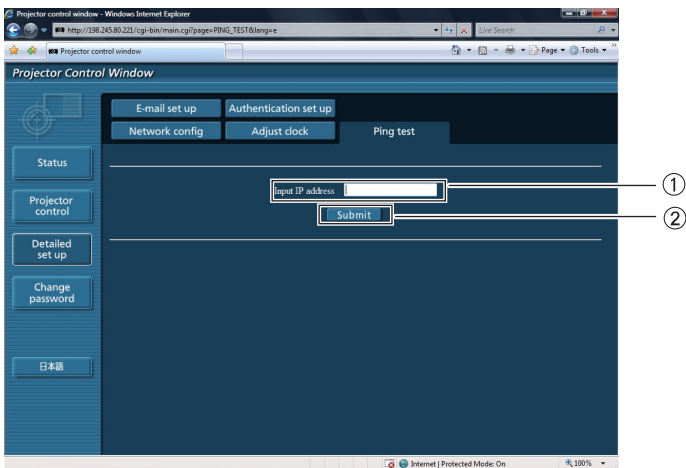 Projector control window - Windows Internet Explorer
http://198.245.80.221/cgi-bin/main.cgi?page=PING_TEST&lang=e
Live Search
Projector control window
Page
Tools
Projector Control Window
E-mail set up
Authentication set up
Network config
Adjust clock
Ping test
Status
Input IP address
①
Projector
control
Submit
②
Detailed
set up
Change
password
日本語
Internet | Protected Mode: On
100%